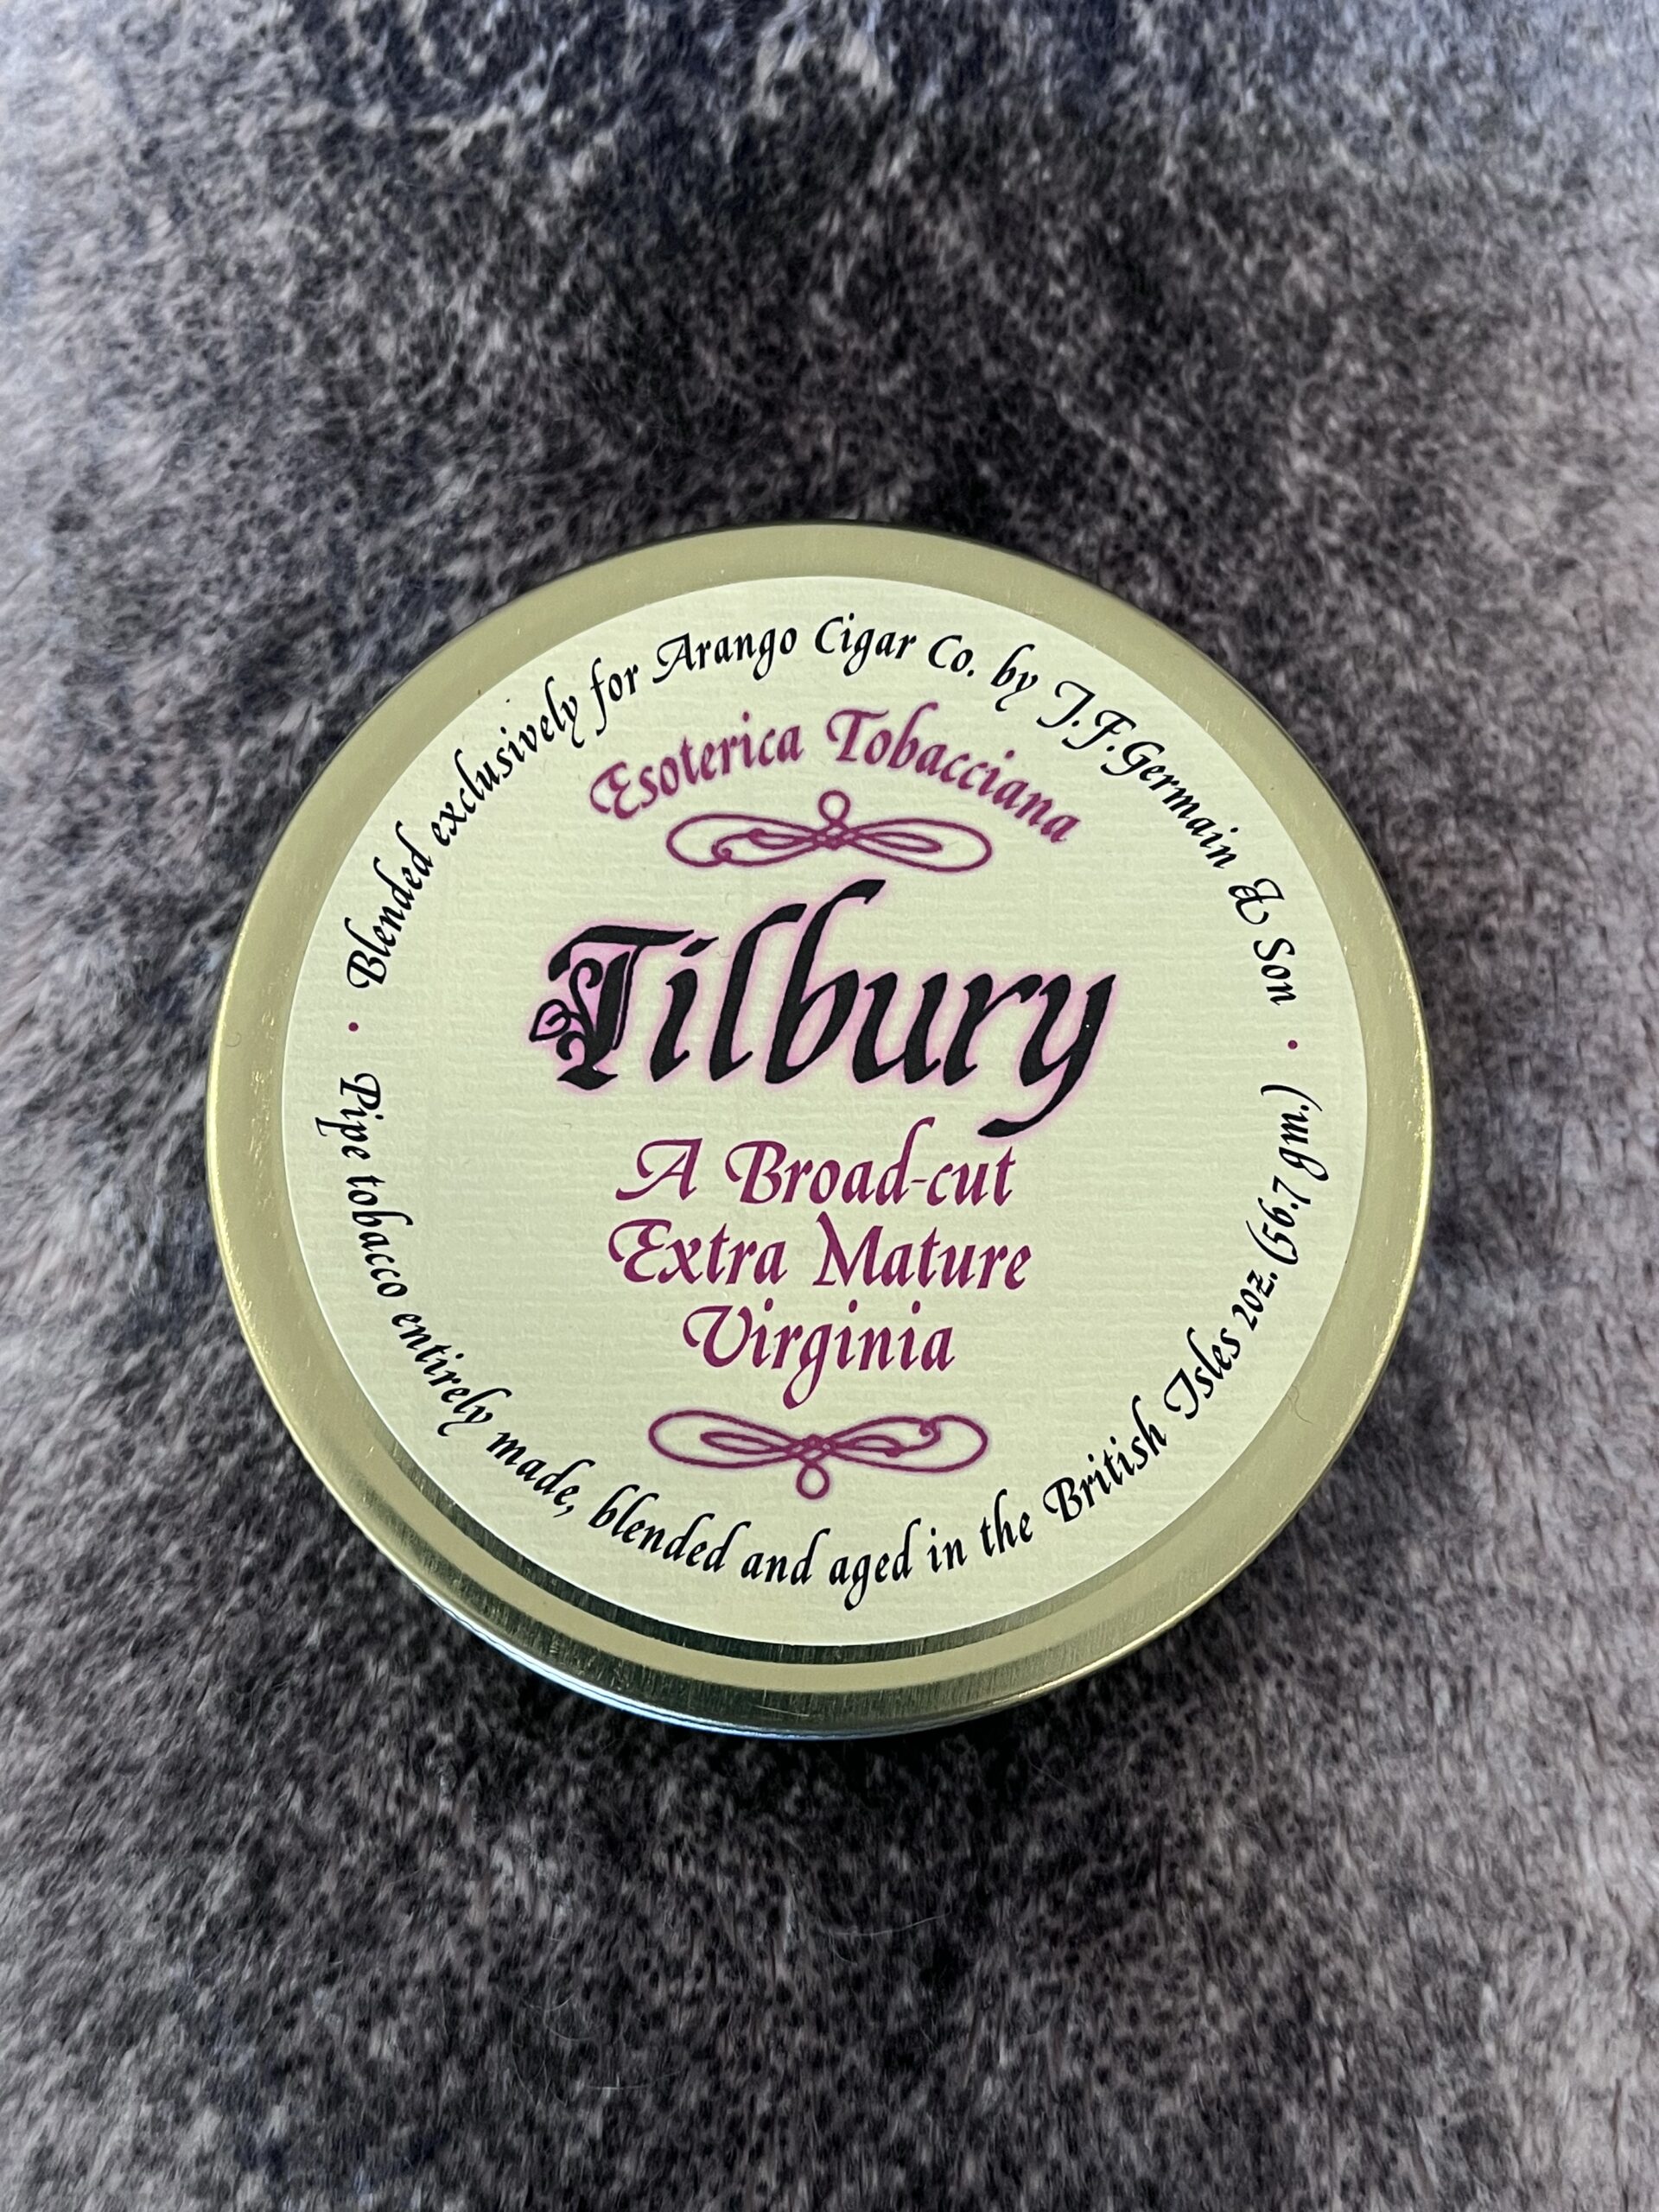 Blended exclusively for Arango Cigar Co. by J.F.Germain & Son
Esoterica Tobacciana
Tilbury
A Broad-cut
Extra Mature
Virginia
Pipe tobacco entirely made, blended and aged in the British Isles 2oz. (56.7 gm.)